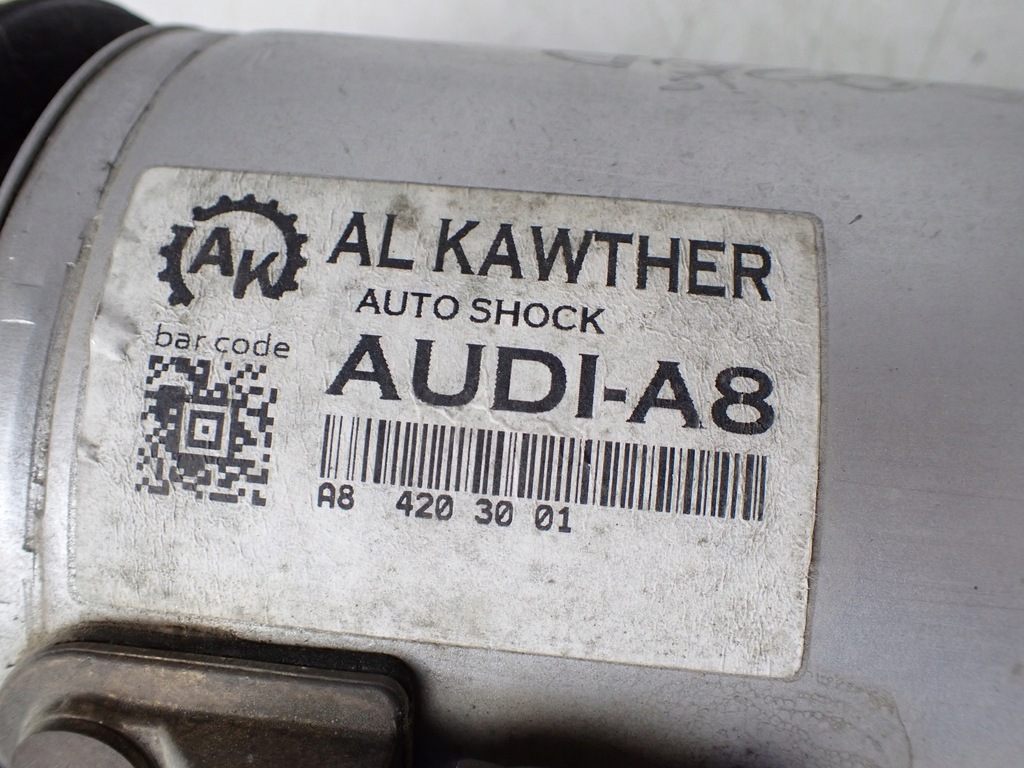 AK
AL KAWTHER
AUTO SHOCK
bar code
AUDI-A8
A8 420 30 01